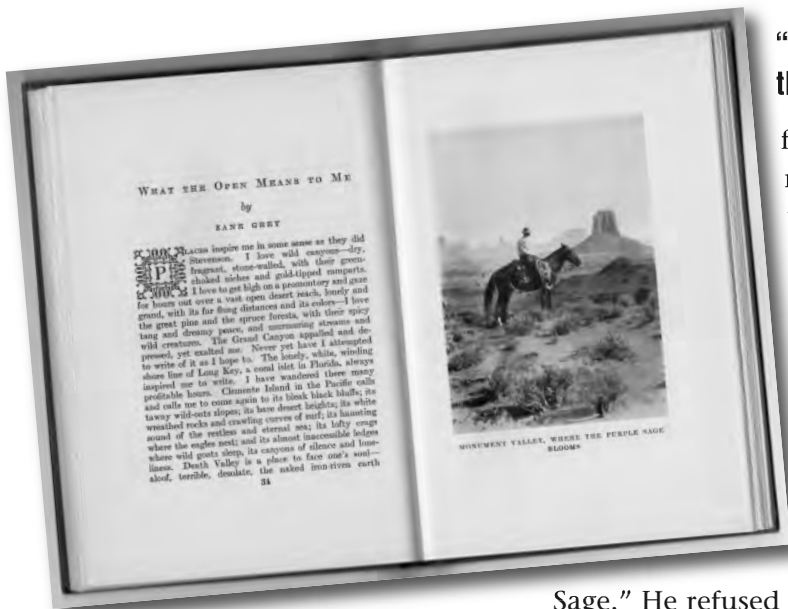 WHAT THE OPEN MEANS TO ME
by
ZANE GREY
PLACES inspire me in some sense as they did
Stevenson. I love wild canyons—dry,
fragrant, stone-walled, with their green-
choked niches and gold-tipped ramparts.
I love to get high on a promontory and gaze
for hours out over a vast open desert reach, lonely and
grand, with its far flung distances and its colors—I love
the great pine and the spruce forests, with their spicy
tang and dreamy peace, and murmuring streams and
wild creatures. The Grand Canyon appalled and de-
pressed, yet exalted me. Never yet have I attempted
to write of it as I hope to. The lonely, white, winding
shore line of Long Key, a coral islet in Florida, always
inspired me to write. I have wandered there many
profitable hours. Clemente Island in the Pacific calls
and calls me to come again to its bleak black bluffs; its
tawny wild-oats slopes; its bare desert heights; its white
wreathed rocks and crawling curves of surf; its haunting
sound of the restless and eternal sea; its lofty crags
where the eagles nest; and its almost inaccessible ledges
where wild goats sleep, its canyons of silence and lone-
liness. Death Valley is a place to face one's soul—
aloof, terrible, desolate, the naked iron-riven earth
34
MONUMENT VALLEY, WHERE THE PURPLE SAGE
BLOOMS
Sage.” He refused